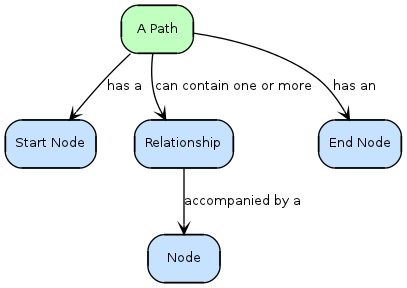 A Path
has a
can contain one or more
has an
Start Node
Relationship
End Node
accompanied by a
Node